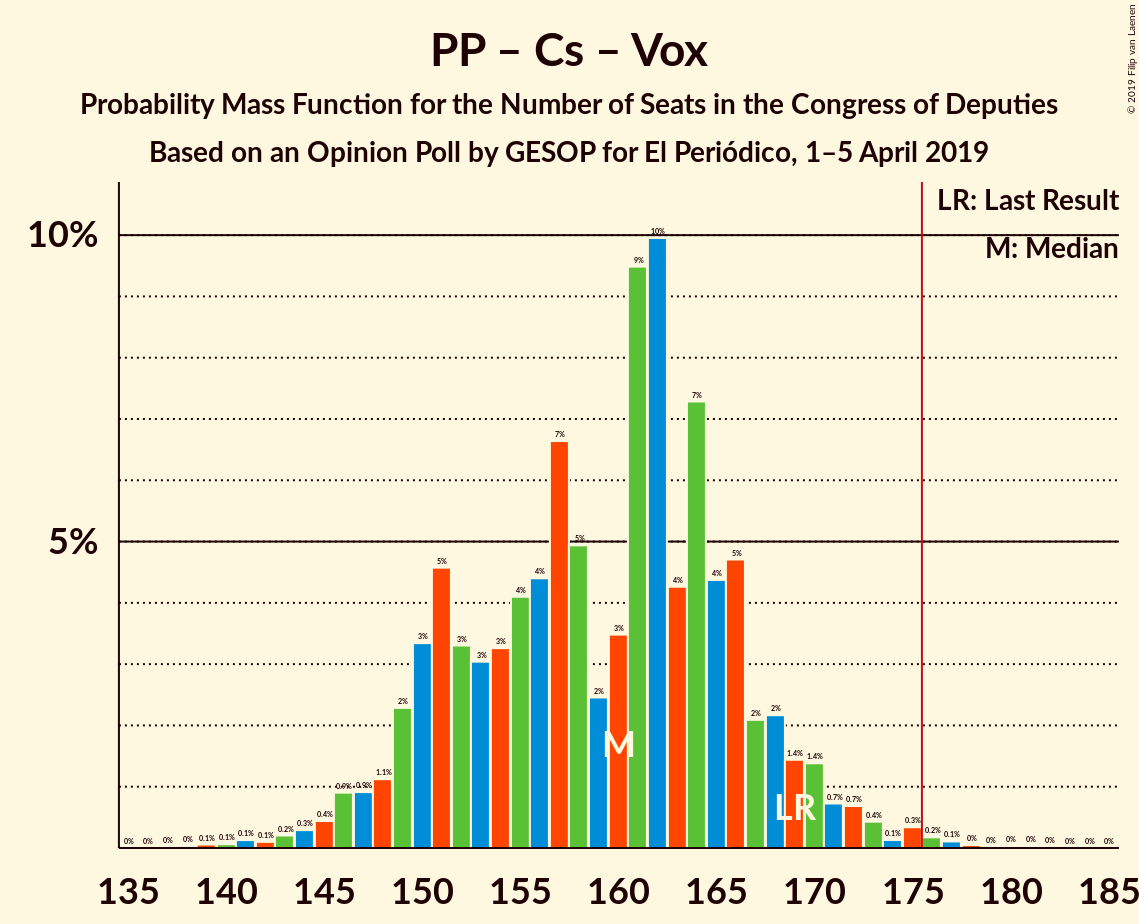 PP – Cs – Vox
Probability Mass Function for the Number of Seats in the Congress of Deputies
Based on an Opinion Poll by GESOP for El Periódico, 1–5 April 2019
© 2019 Filip van Laenen
LR: Last Result
M: Median
10%
5%
0% 0% 0% 0% 0.1% 0.1% 0.1% 0.1% 0.2% 0.3% 0.4% 0.9% 0.9% 1.1% 2% 3% 5% 3% 3% 3% 4% 4% 7% 5% 2% 3% 9% 10% 4% 7% 4% 5% 2% 2% 1.4% 1.4% 0.7% 0.7% 0.4% 0.1% 0.3% 0.2% 0.1% 0% 0% 0% 0% 0% 0% 0% 0%
M
LR
135 140 145 150 155 160 165 170 175 180 185